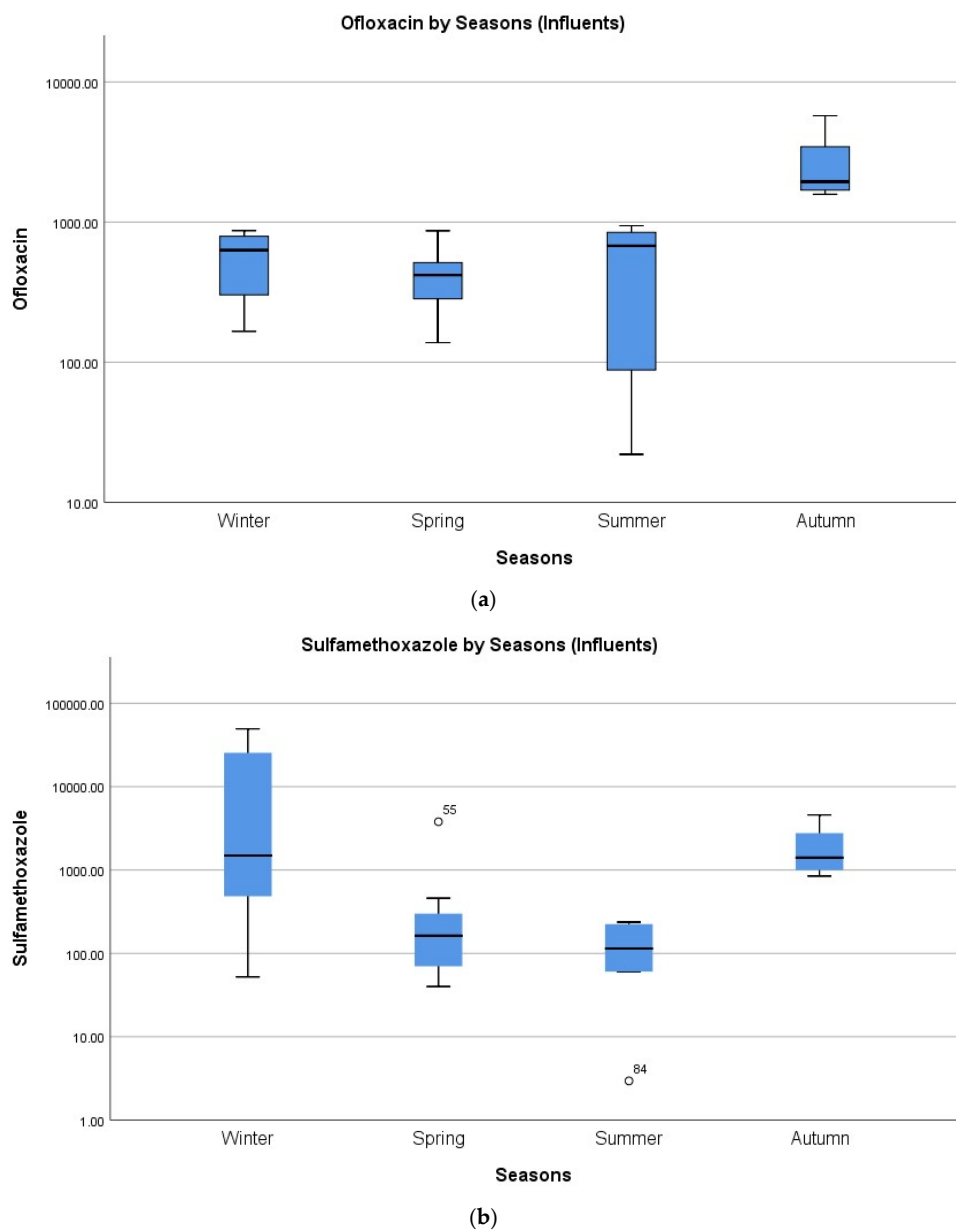 Ofloxacin by Seasons (Influents)
10000.00
1000.00
100.00
10.00
Ofloxacin
Winter Spring Summer Autumn
Seasons
(a)
Sulfamethoxazole by Seasons (Influents)
100000.00
10000.00
1000.00
100.00
10.00
1.00
Sulfamethoxazole
55
84
Winter Spring Summer Autumn
Seasons
(b)